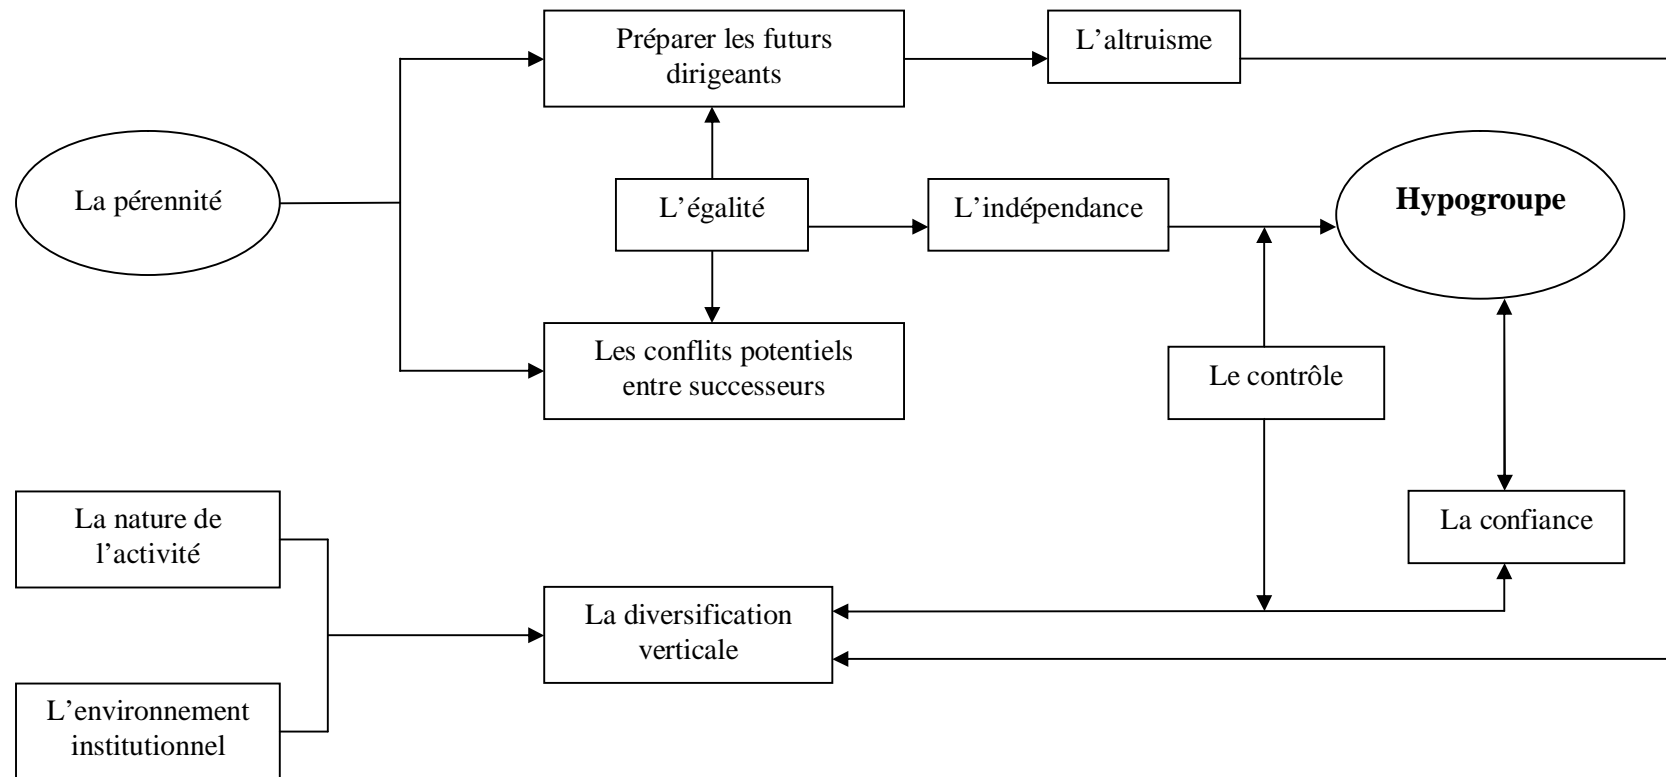 Préparer les futurs
dirigeants
L’altruisme
La pérennité
L’égalité
L’indépendance
Hypogroupe
Les conflits potentiels
entre successeurs
Le contrôle
La nature de
l’activité
La confiance
La diversification
verticale
L’environnement
institutionnel